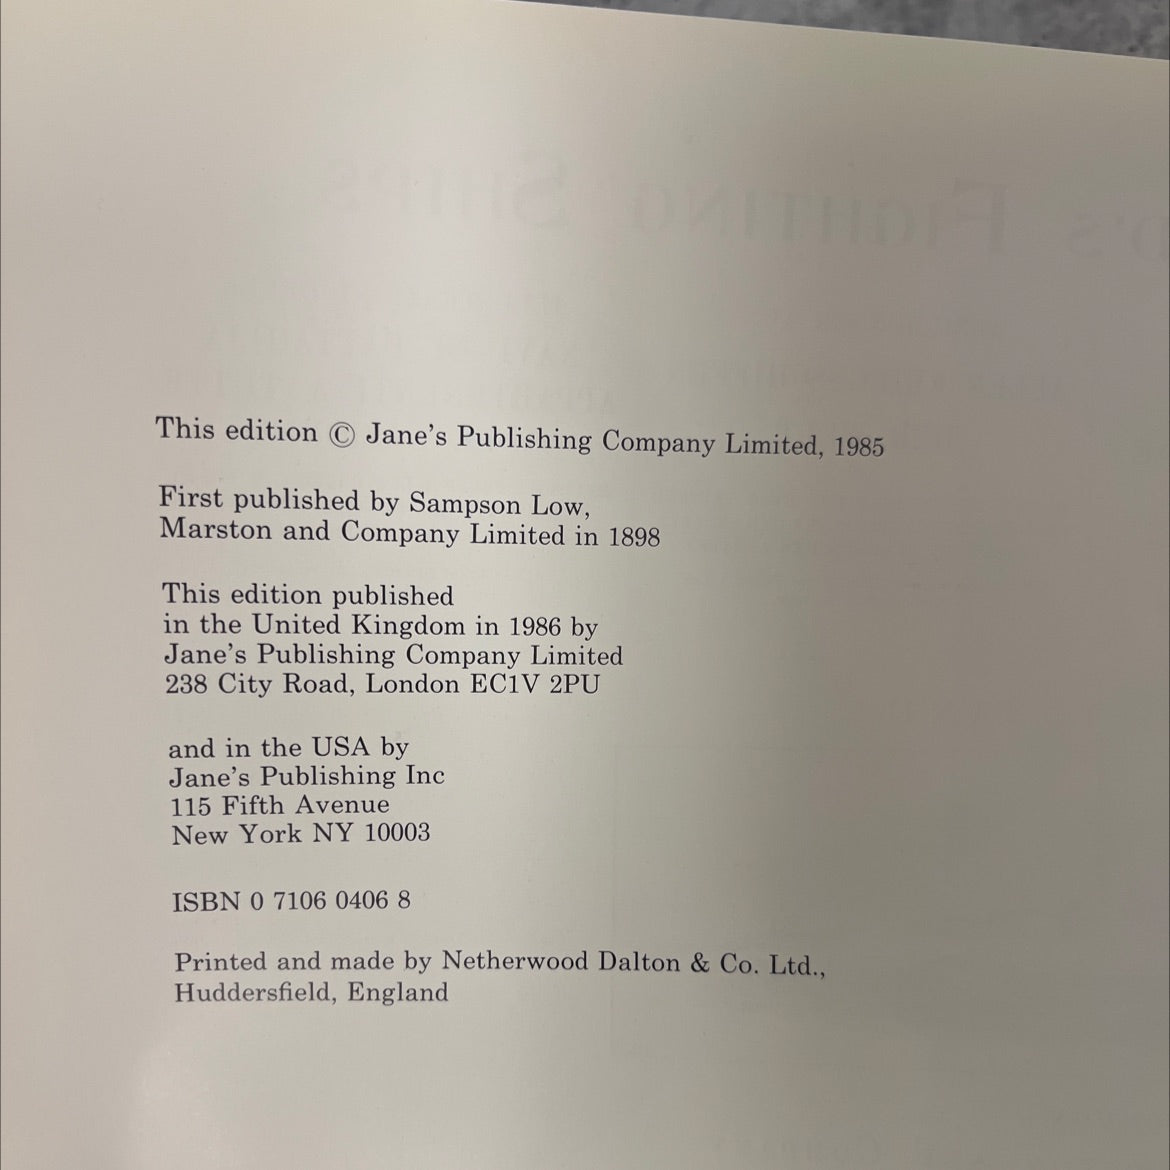 This edition © Jane's Publishing Company Limited, 1985
First published by Sampson Low,
Marston and Company Limited in 1898
This edition published
in the United Kingdom in 1986 by
Jane's Publishing Company Limited
238 City Road, London EC1V 2PU
and in the USA by
Jane's Publishing Inc
115 Fifth Avenue
New York NY 10003
ISBN 0 7106 0406 8
Printed and made by Netherwood Dalton & Co. Ltd.,
Huddersfield, England